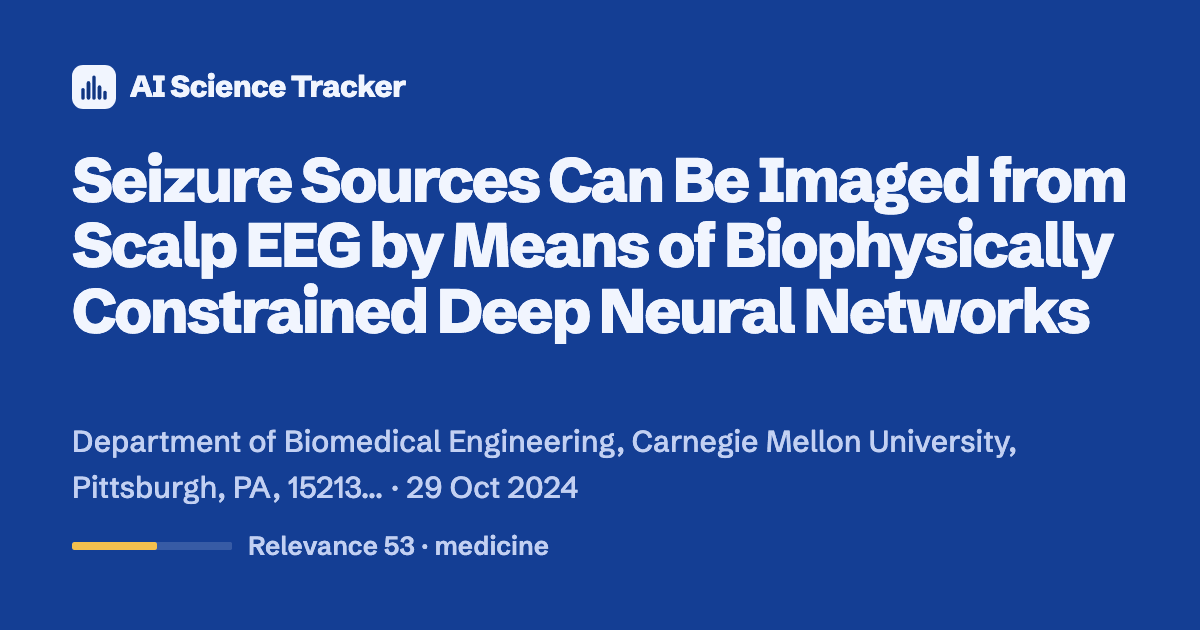 AI Science Tracker
Seizure Sources Can Be Imaged from
Scalp EEG by Means of Biophysically
Constrained Deep Neural Networks
Department of Biomedical Engineering, Carnegie Mellon University,
Pittsburgh, PA, 15213... · 29 Oct 2024
Relevance 53 · medicine